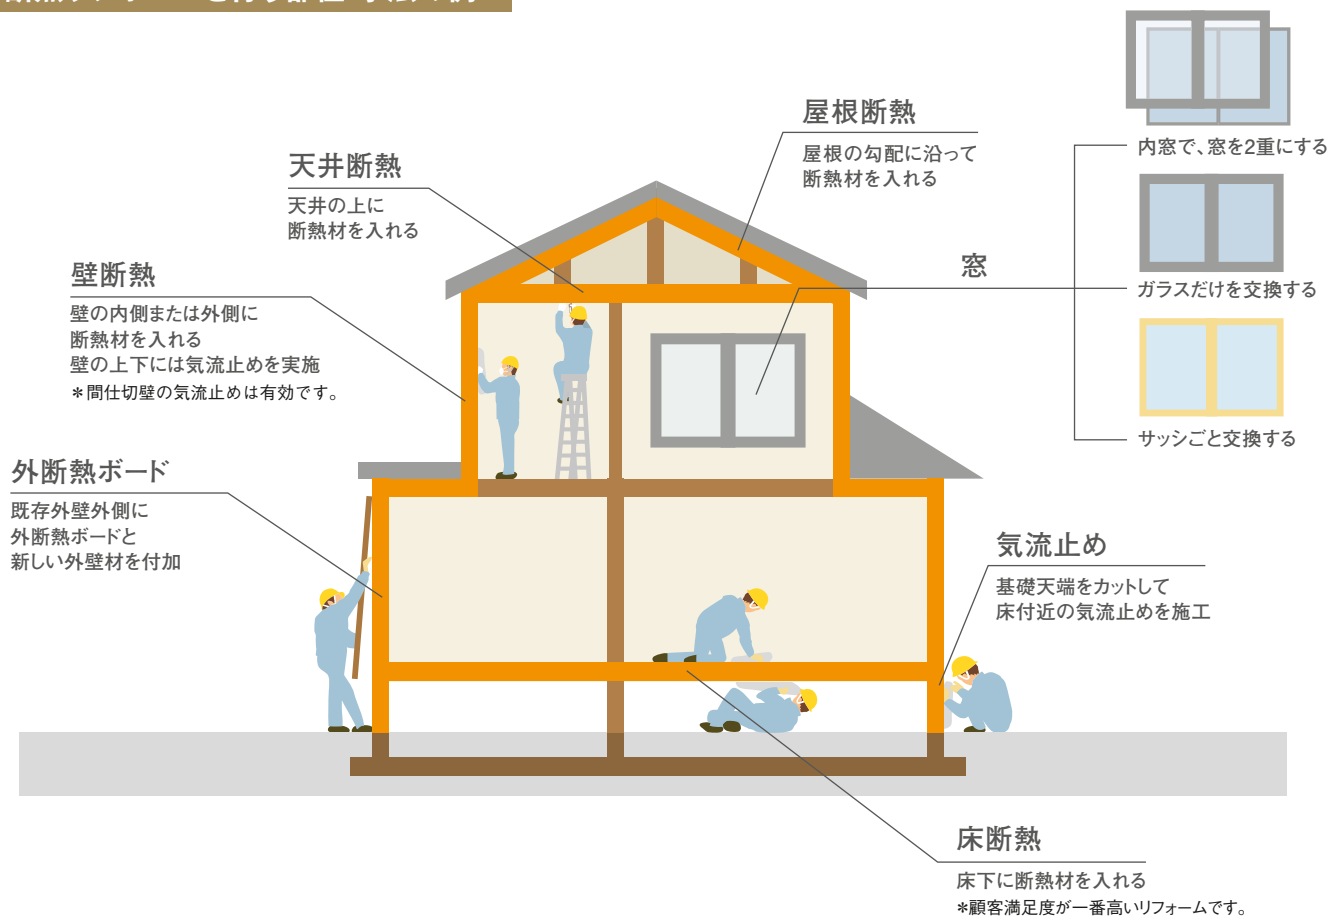 屋根断熱
屋根の勾配に沿って
断熱材を入れる
天井断熱
天井の上に
断熱材を入れる
壁断熱
壁の内側または外側に
断熱材を入れる
壁の上下には気流止めを実施
＊間仕切壁の気流止めは有効です。
外断熱ボード
既存外壁外側に
外断熱ボードと
新しい外壁材を付加
窓
内窓で、窓を2重にする
ガラスだけを交換する
サッシごと交換する
気流止め
基礎天端をカットして
床付近の気流止めを施工
床断熱
床下に断熱材を入れる
＊顧客満足度が一番高いリフォームです。